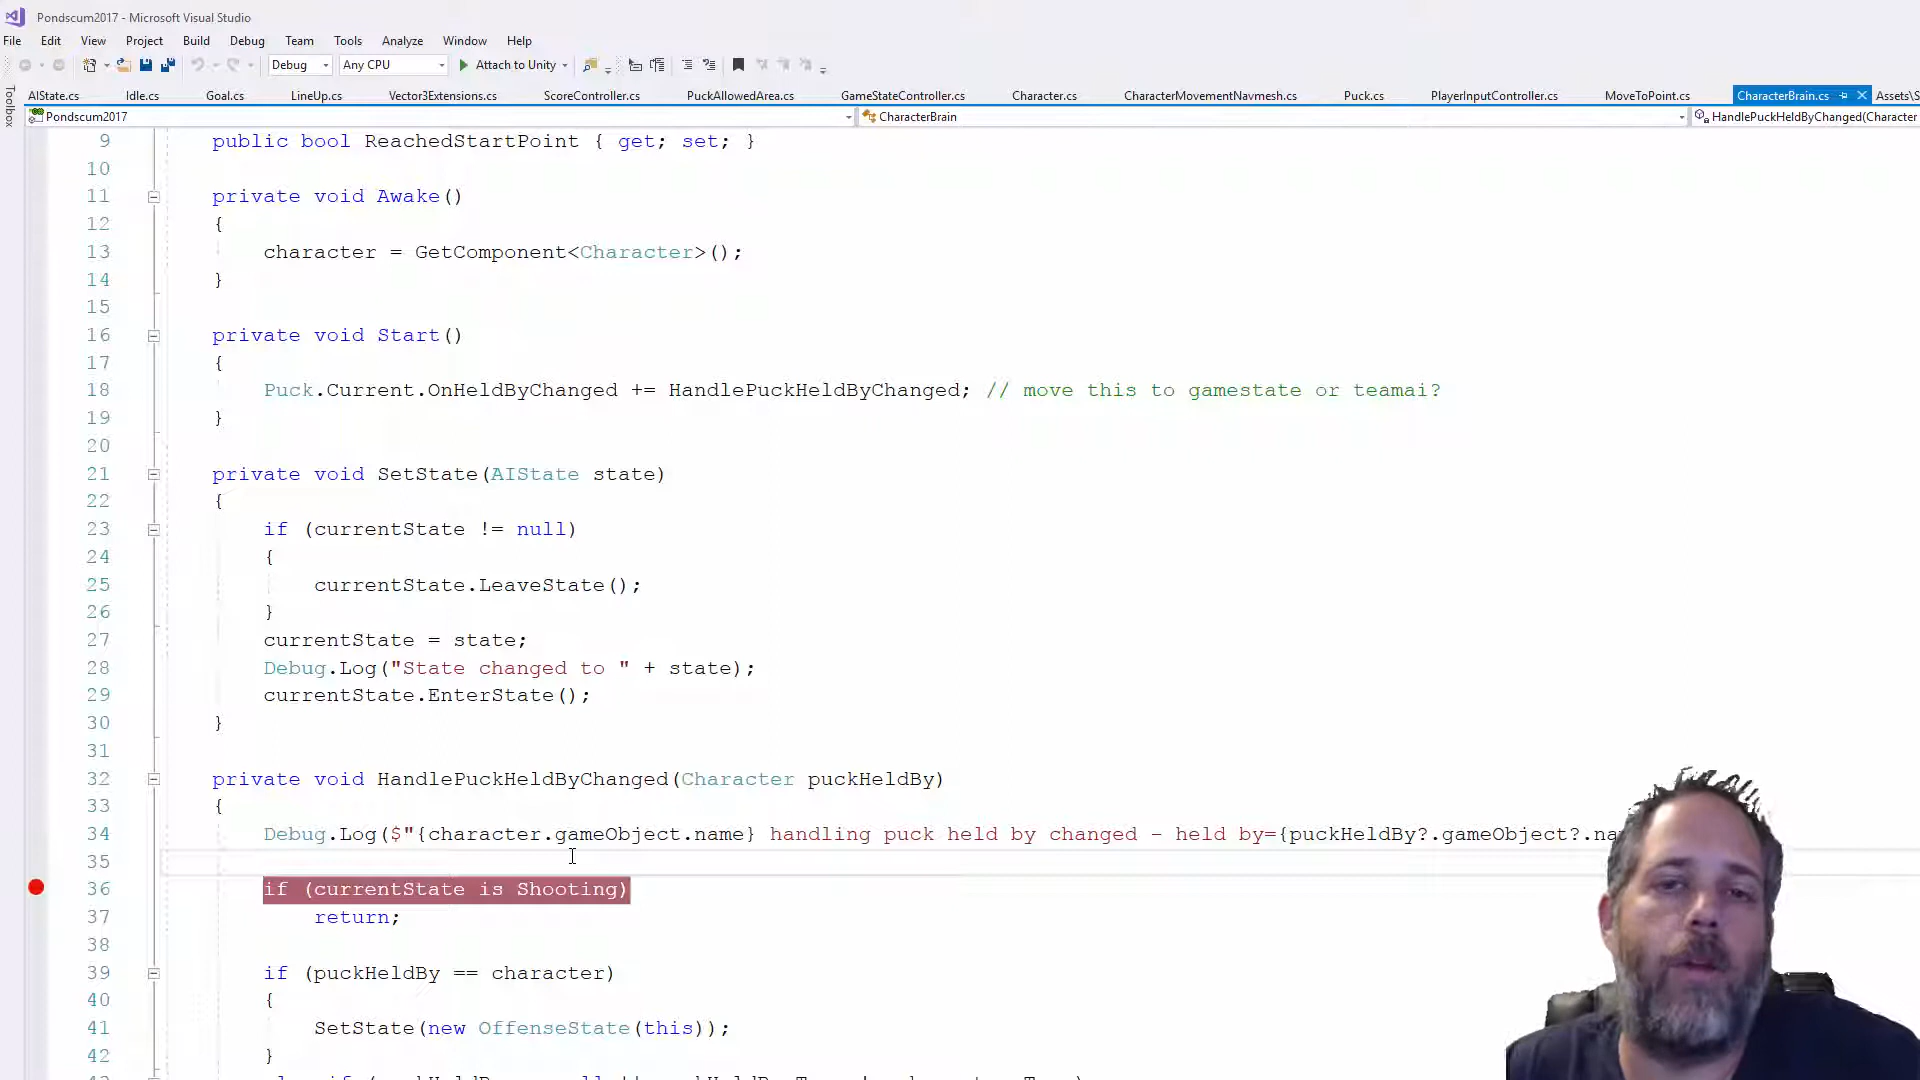 Pondscum2017 - Microsoft Visual Studio
File Edit View Project Build Debug Team Tools Analyze Window Help
Debug Any CPU Attach to Unity
Toolbox
AIState.cs Idle.cs Goal.cs LineUp.cs Vector3Extensions.cs ScoreController.cs PuckAllowedArea.cs GameStateController.cs Character.cs CharacterMovementNavmesh.cs Puck.cs PlayerInputController.cs MoveToPoint.cs CharacterBrain.cs Assets\S
Pondscum2017 CharacterBrain HandlePuckHeldByChanged(Character
9 public bool ReachedStartPoint { get; set; }
10
11 private void Awake()
12 {
13 character = GetComponent<Character>();
14 }
15
16 private void Start()
17 {
18 Puck.Current.OnHeldByChanged += HandlePuckHeldByChanged; // move this to gamestate or teamai?
19 }
20
21 private void SetState(AIState state)
22 {
23 if (currentState != null)
24 {
25 currentState.LeaveState();
26 }
27 currentState = state;
28 Debug.Log("State changed to " + state);
29 currentState.EnterState();
30 }
31
32 private void HandlePuckHeldByChanged(Character puckHeldBy)
33 {
34 Debug.Log($"{character.gameObject.name} handling puck held by changed - held by={puckHeldBy?.gameObject?.na
35
36 if (currentState is Shooting)
37 return;
38
39 if (puckHeldBy == character)
40 {
41 SetState(new OffenseState(this));
42 }